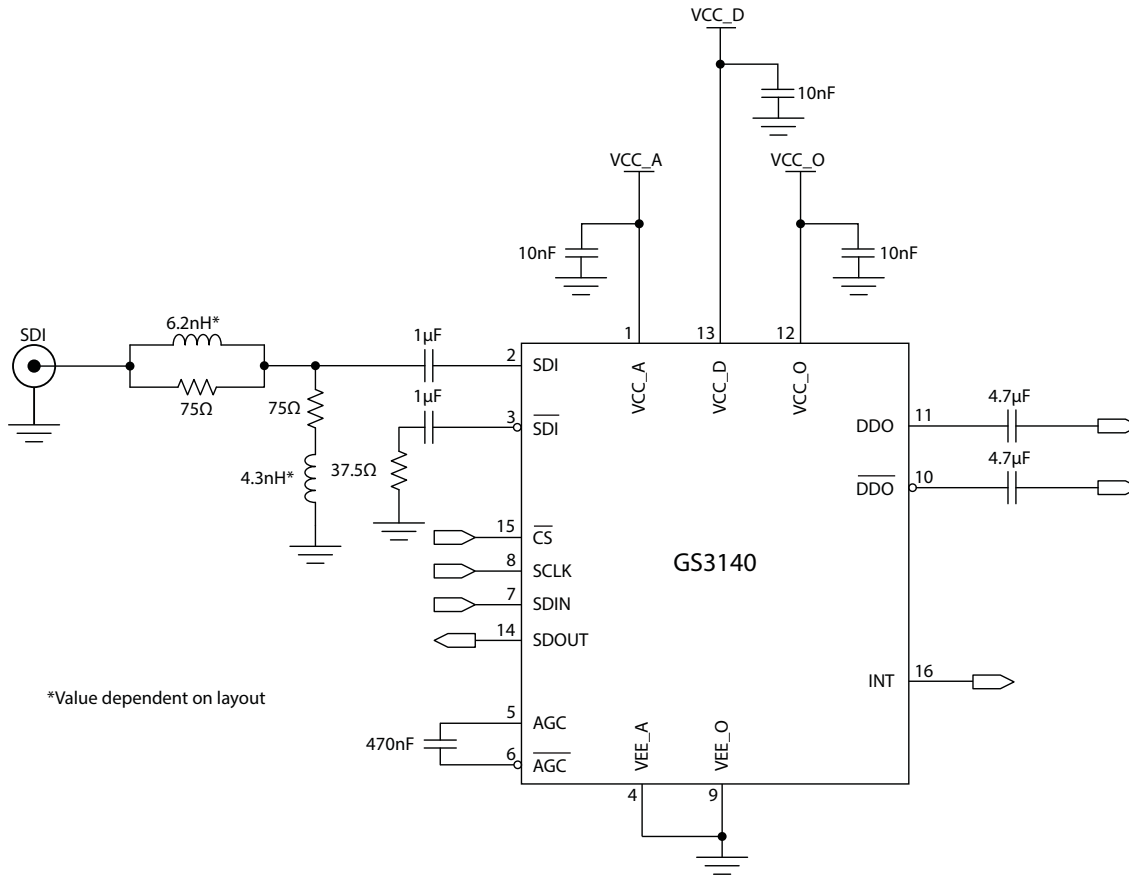 VCC_D
10nF
VCC_A
VCC_O
10nF
10nF
SDI
6.2nH*
75Ω
75Ω
4.3nH*
1μF
1μF
37.5Ω
1
13
12
VCC_A
VCC_D
VCC_O
2
SDI
3
SDI
15
CS
8
SCLK
7
SDIN
14
SDOUT
5
AGC
6
AGC
470nF
GS3140
DDO
11
4.7μF
DDO
10
4.7μF
INT
16
VEE_A
VEE_O
4
9
*Value dependent on layout